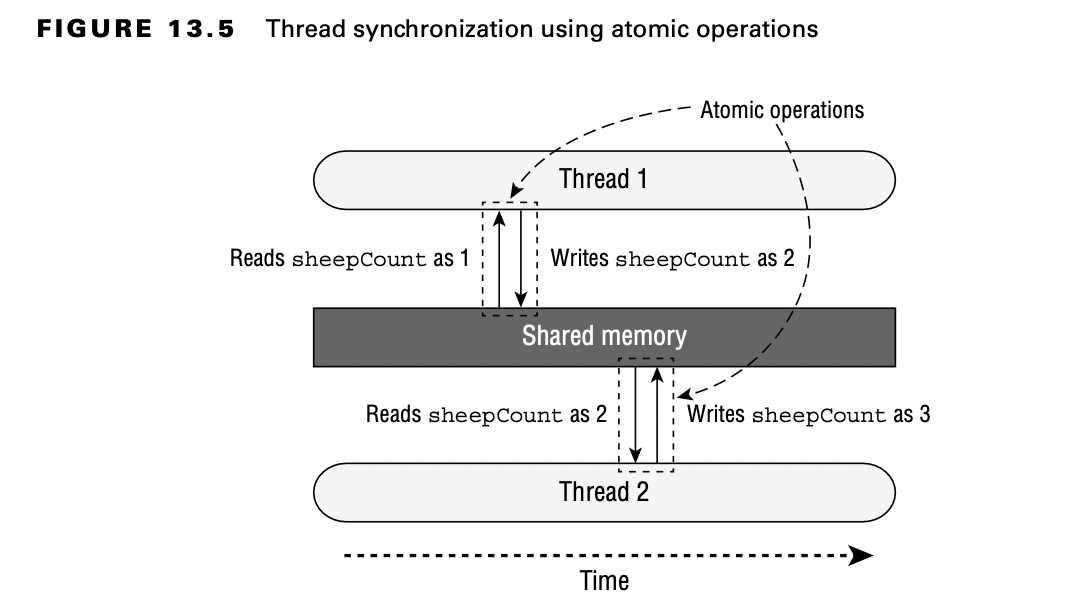 FIGURE 13.5 Thread synchronization using atomic operations
Atomic operations
Thread 1
Reads sheepCount as 1
Writes sheepCount as 2
Shared memory
Reads sheepCount as 2
Writes sheepCount as 3
Thread 2
Time